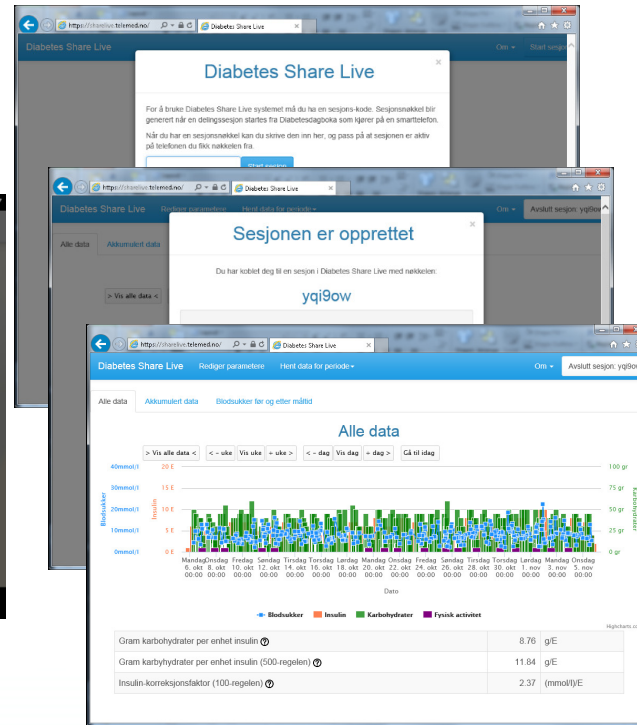 https://sharelive.telemed.no/
Diabetes Share Live
Diabetes Share Live
Om
Start sesjon
Diabetes Share Live
×
For å bruke Diabetes Share Live systemet må du ha en sesjons-kode. Sesjonsnøkkel blir
generert når en delingssesjon startes fra Diabetesdagboka som kjører på en smarttelefon.
Når du har en sesjonsnøkkel kan du skrive den inn her, og pass på at sesjonen er aktiv
på telefonen du fikk nøkkelen fra.
Start sesjon
https://sharelive.telemed.no/
Diabetes Share Live
Diabetes Share Live
Rediger parametere
Hent data for periode
Om
Avslutt sesjon: yqi9ow
Alle data
Akkumulert data
> Vis alle data <
Sesjonen er opprettet
×
Du har koblet deg til en sesjon i Diabetes Share Live med nøkkelen:
yqi9ow
https://sharelive.telemed.no/
Diabetes Share Live
Diabetes Share Live
Rediger parametere
Hent data for periode
Om
Avslutt sesjon: yqi9ow
Alle data
Akkumulert data
Blodsukker før og etter måltid
Alle data
> Vis alle data <
< - uke
Vis uke
+ uke >
< - dag
Vis dag
+ dag >
Gå til idag
40mmol/l 20 E 100 gr
30mmol/l 15 E 75 gr
20mmol/l 10 E 50 gr
10mmol/l 5 E 25 gr
0mmol/l 0 E 0 gr
Blodsukker
Insulin
Karbohydrater
Mandag Onsdag Fredag Søndag Tirsdag Torsdag Lørdag Mandag Onsdag Fredag Søndag Tirsdag Torsdag Lørdag Mandag Onsdag
6. okt 8. okt 10. okt 12. okt 14. okt 16. okt 18. okt 20. okt 22. okt 24. okt 26. okt 28. okt 30. okt 1. nov 3. nov 5. nov
00:00 00:00 00:00 00:00 00:00 00:00 00:00 00:00 00:00 00:00 00:00 00:00 00:00 00:00 00:00 00:00
Dato
Blodsukker Insulin Karbohydrater Fysisk activitet
Gram karbohydrater per enhet insulin ? 8.76 g/E
Gram karbyhydrater per enhet insulin (500-regelen) ? 11.84 g/E
Insulin-korreksjonsfaktor (100-regelen) ? 2.37 (mmol/l)/E